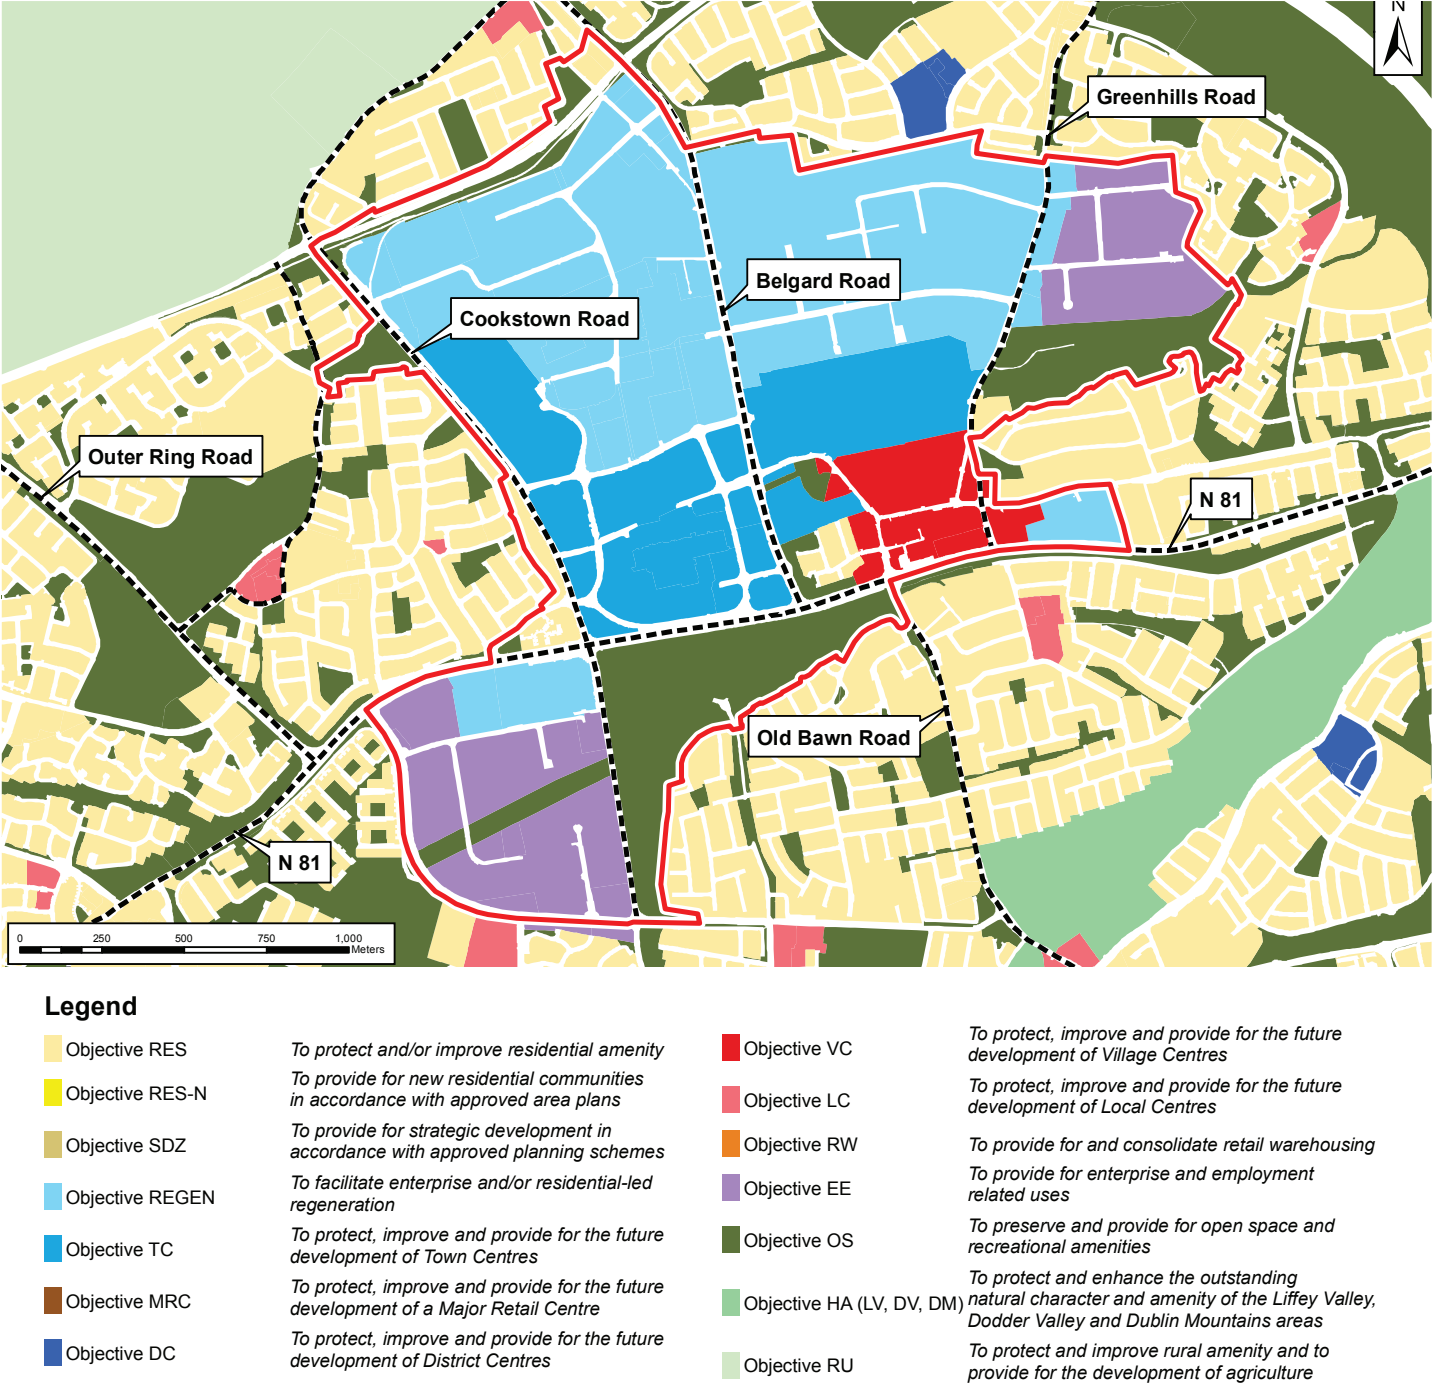 N
Greenhills Road
Belgard Road
Cookstown Road
Outer Ring Road
N 81
Old Bawn Road
N 81
0 250 500 750 1,000
Meters
Legend
Objective RES
To protect and/or improve residential amenity
Objective RES-N
To provide for new residential communities
in accordance with approved area plans
Objective SDZ
To provide for strategic development in
accordance with approved planning schemes
Objective REGEN
To facilitate enterprise and/or residential-led
regeneration
Objective TC
To protect, improve and provide for the future
development of Town Centres
Objective MRC
To protect, improve and provide for the future
development of a Major Retail Centre
Objective DC
To protect, improve and provide for the future
development of District Centres
Objective VC
To protect, improve and provide for the future
development of Village Centres
Objective LC
To protect, improve and provide for the future
development of Local Centres
Objective RW
To provide for and consolidate retail warehousing
Objective EE
To provide for enterprise and employment
related uses
Objective OS
To preserve and provide for open space and
recreational amenities
Objective HA (LV, DV, DM)
To protect and enhance the outstanding
natural character and amenity of the Liffey Valley,
Dodder Valley and Dublin Mountains areas
Objective RU
To protect and improve rural amenity and to
provide for the development of agriculture